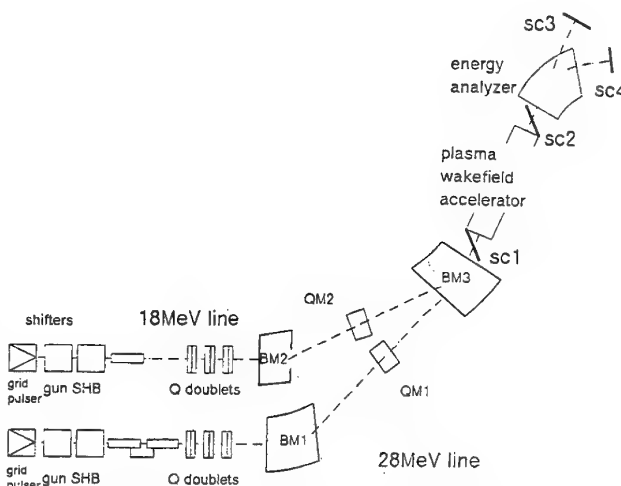 sc3
energy
analyzer
sc4
sc2
plasma
wakefield
accelerator
sc1
BM3
QM2
shifters
18MeV line
BM2
grid
pulser
gun SHB
Q doublets
QM1
BM1
28MeV line
grid
pulser
gun SHB
Q doublets